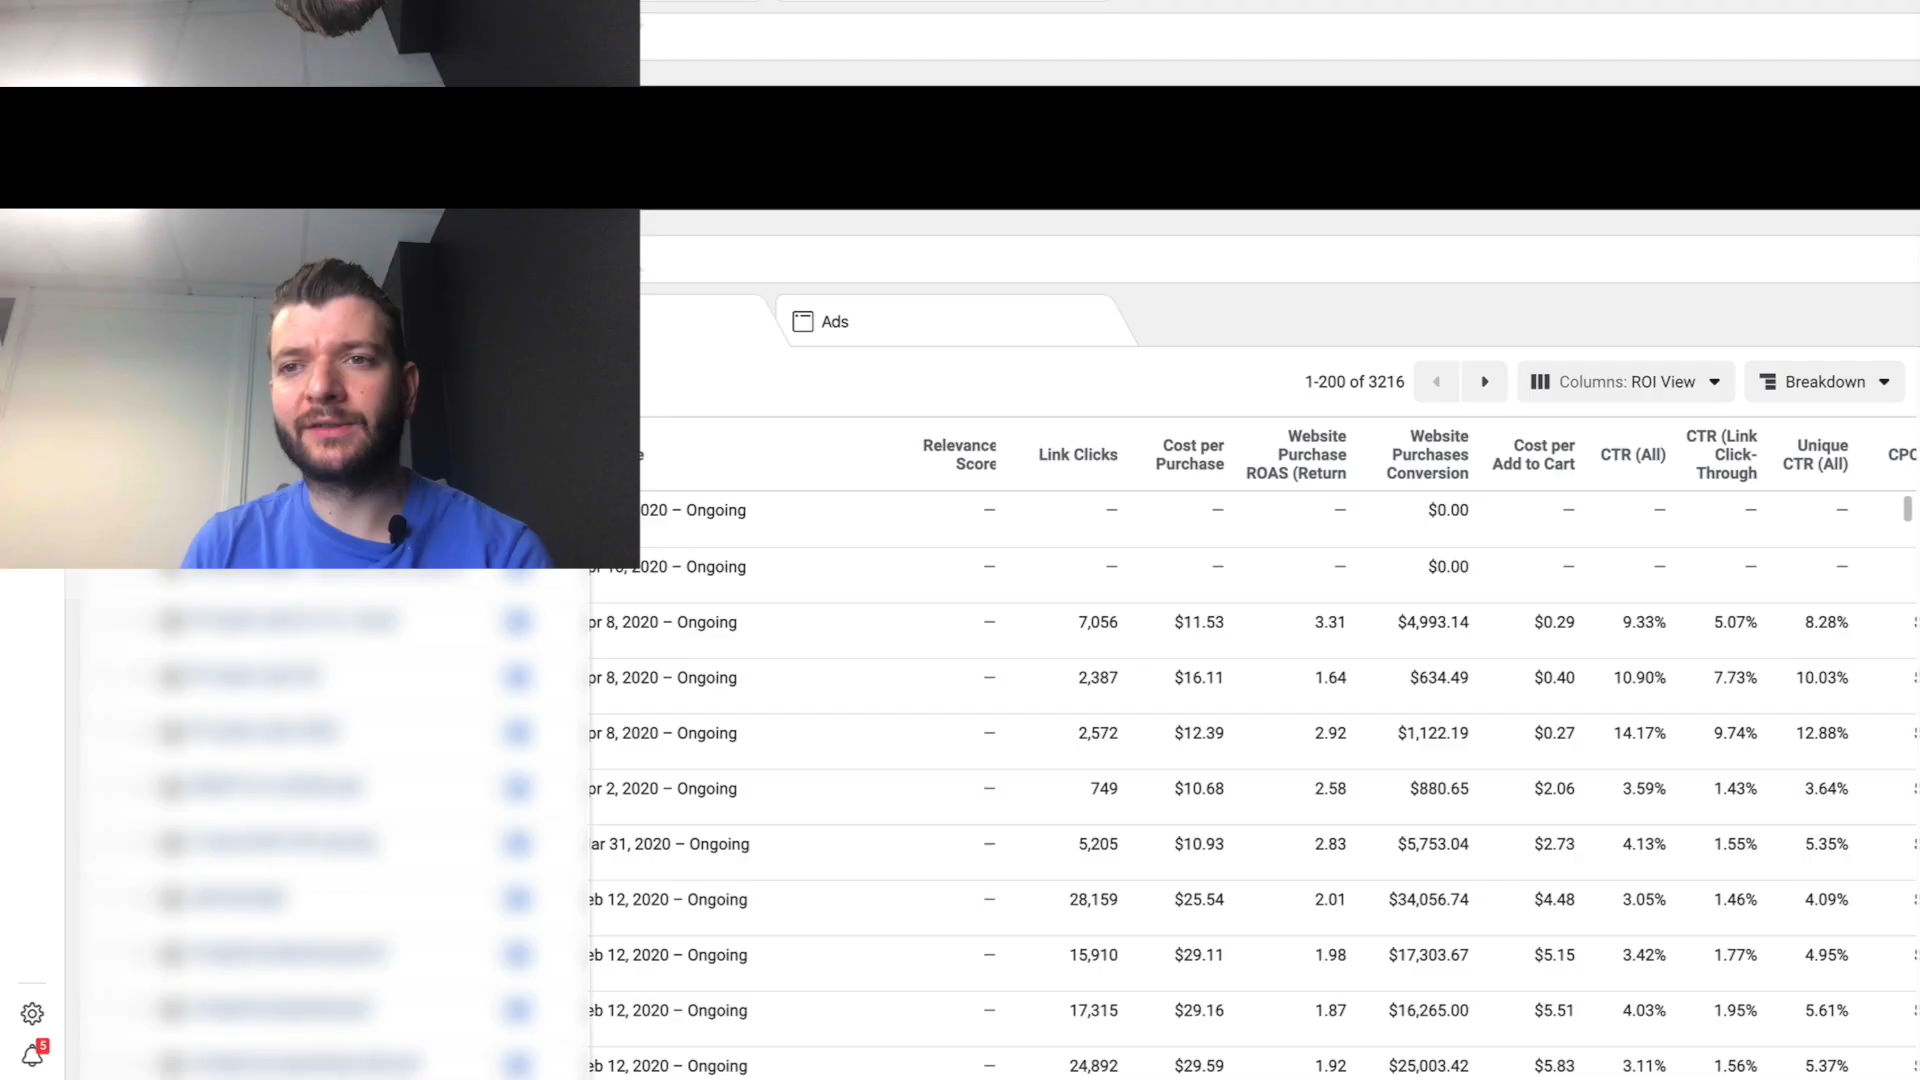 Ads
1-200 of 3216 Columns: ROI View Breakdown
e Relevance Score Link Clicks Cost per Purchase Website Purchase ROAS (Return Website Purchases Conversion Cost per Add to Cart CTR (All) CTR (Link Click-Through Unique CTR (All) CPC
020 – Ongoing — — — — $0.00 — — — —
2020 – Ongoing — — — — $0.00 — — — —
pr 8, 2020 – Ongoing — 7,056 $11.53 3.31 $4,993.14 $0.29 9.33% 5.07% 8.28%
pr 8, 2020 – Ongoing — 2,387 $16.11 1.64 $634.49 $0.40 10.90% 7.73% 10.03%
pr 8, 2020 – Ongoing — 2,572 $12.39 2.92 $1,122.19 $0.27 14.17% 9.74% 12.88%
pr 2, 2020 – Ongoing — 749 $10.68 2.58 $880.65 $2.06 3.59% 1.43% 3.64%
ar 31, 2020 – Ongoing — 5,205 $10.93 2.83 $5,753.04 $2.73 4.13% 1.55% 5.35%
eb 12, 2020 – Ongoing — 28,159 $25.54 2.01 $34,056.74 $4.48 3.05% 1.46% 4.09%
eb 12, 2020 – Ongoing — 15,910 $29.11 1.98 $17,303.67 $5.15 3.42% 1.77% 4.95%
eb 12, 2020 – Ongoing — 17,315 $29.16 1.87 $16,265.00 $5.51 4.03% 1.95% 5.61%
5
eb 12, 2020 – Ongoing — 24,892 $29.59 1.92 $25,003.42 $5.83 3.11% 1.56% 5.37%